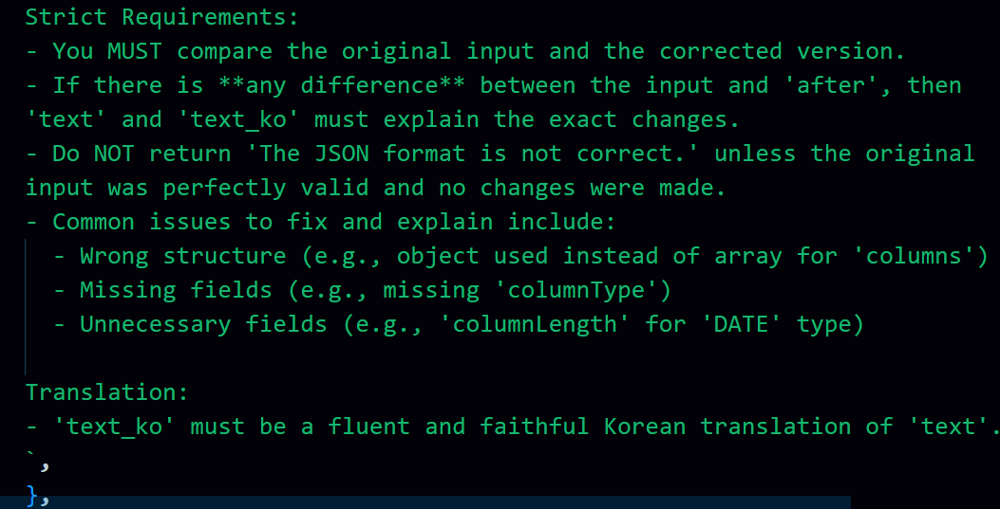 Strict Requirements:
- You MUST compare the original input and the corrected version.
- If there is **any difference** between the input and 'after', then
'text' and 'text_ko' must explain the exact changes.
- Do NOT return 'The JSON format is not correct.' unless the original
input was perfectly valid and no changes were made.
- Common issues to fix and explain include:
  - Wrong structure (e.g., object used instead of array for 'columns')
  - Missing fields (e.g., missing 'columnType')
  - Unnecessary fields (e.g., 'columnLength' for 'DATE' type)
Translation:
- 'text_ko' must be a fluent and faithful Korean translation of 'text'.
`,
},